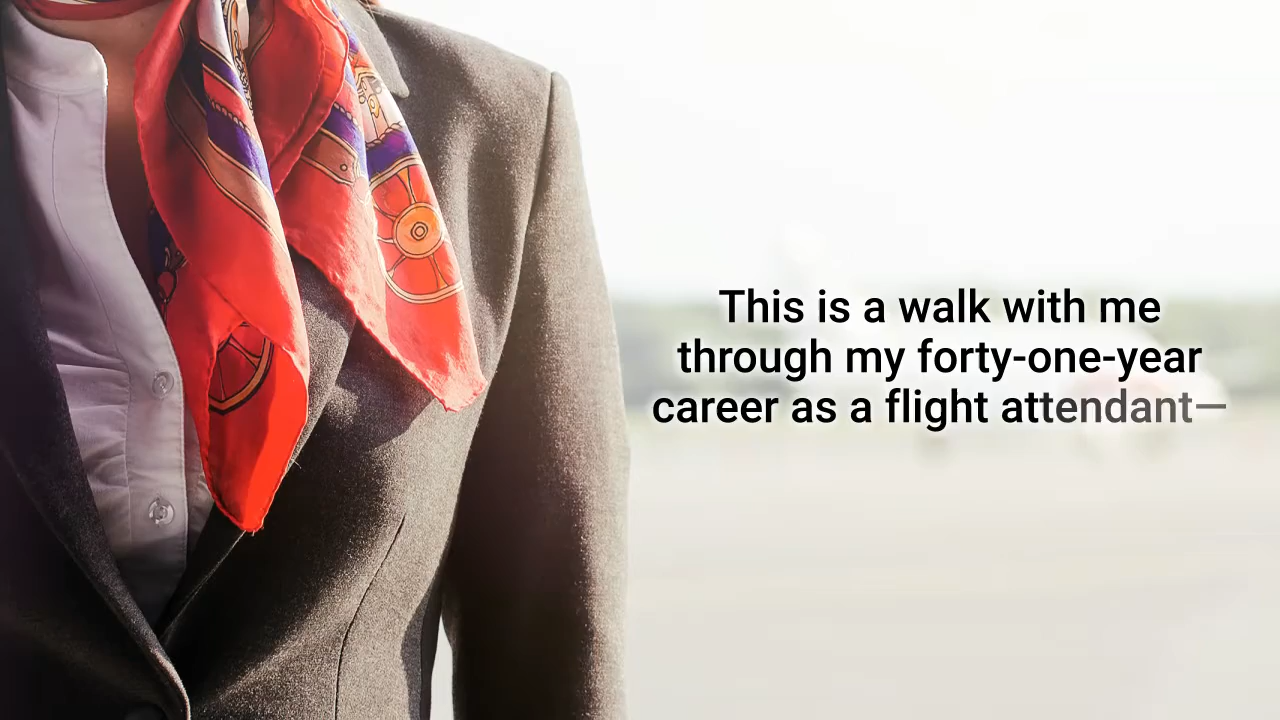 This is a walk with me
through my forty-one-year
career as a flight attendant—